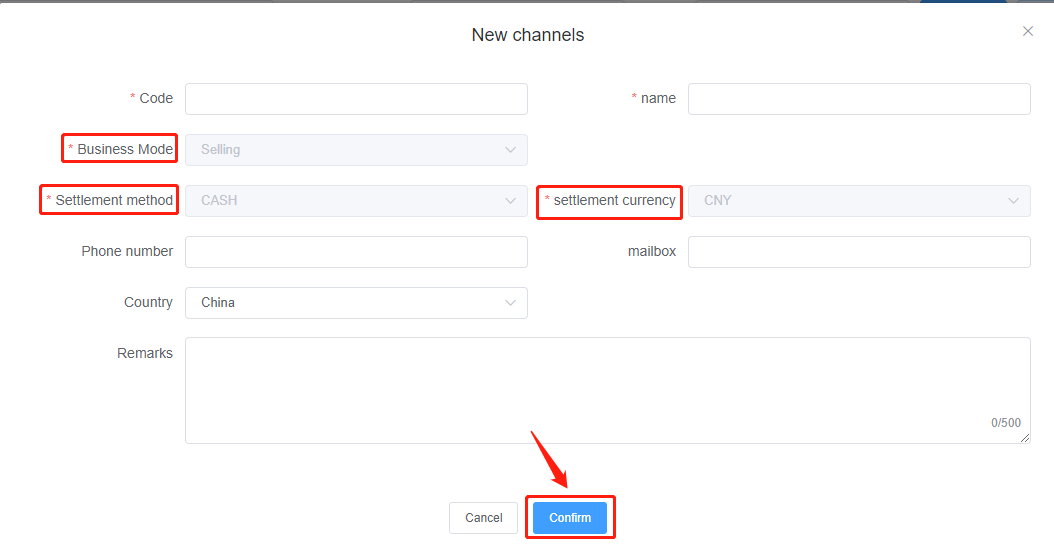 New channels
* Code
* name
* Business Mode Selling
* Settlement method CASH
* settlement currency CNY
Phone number
mailbox
Country China
Remarks
0/500
Cancel Confirm